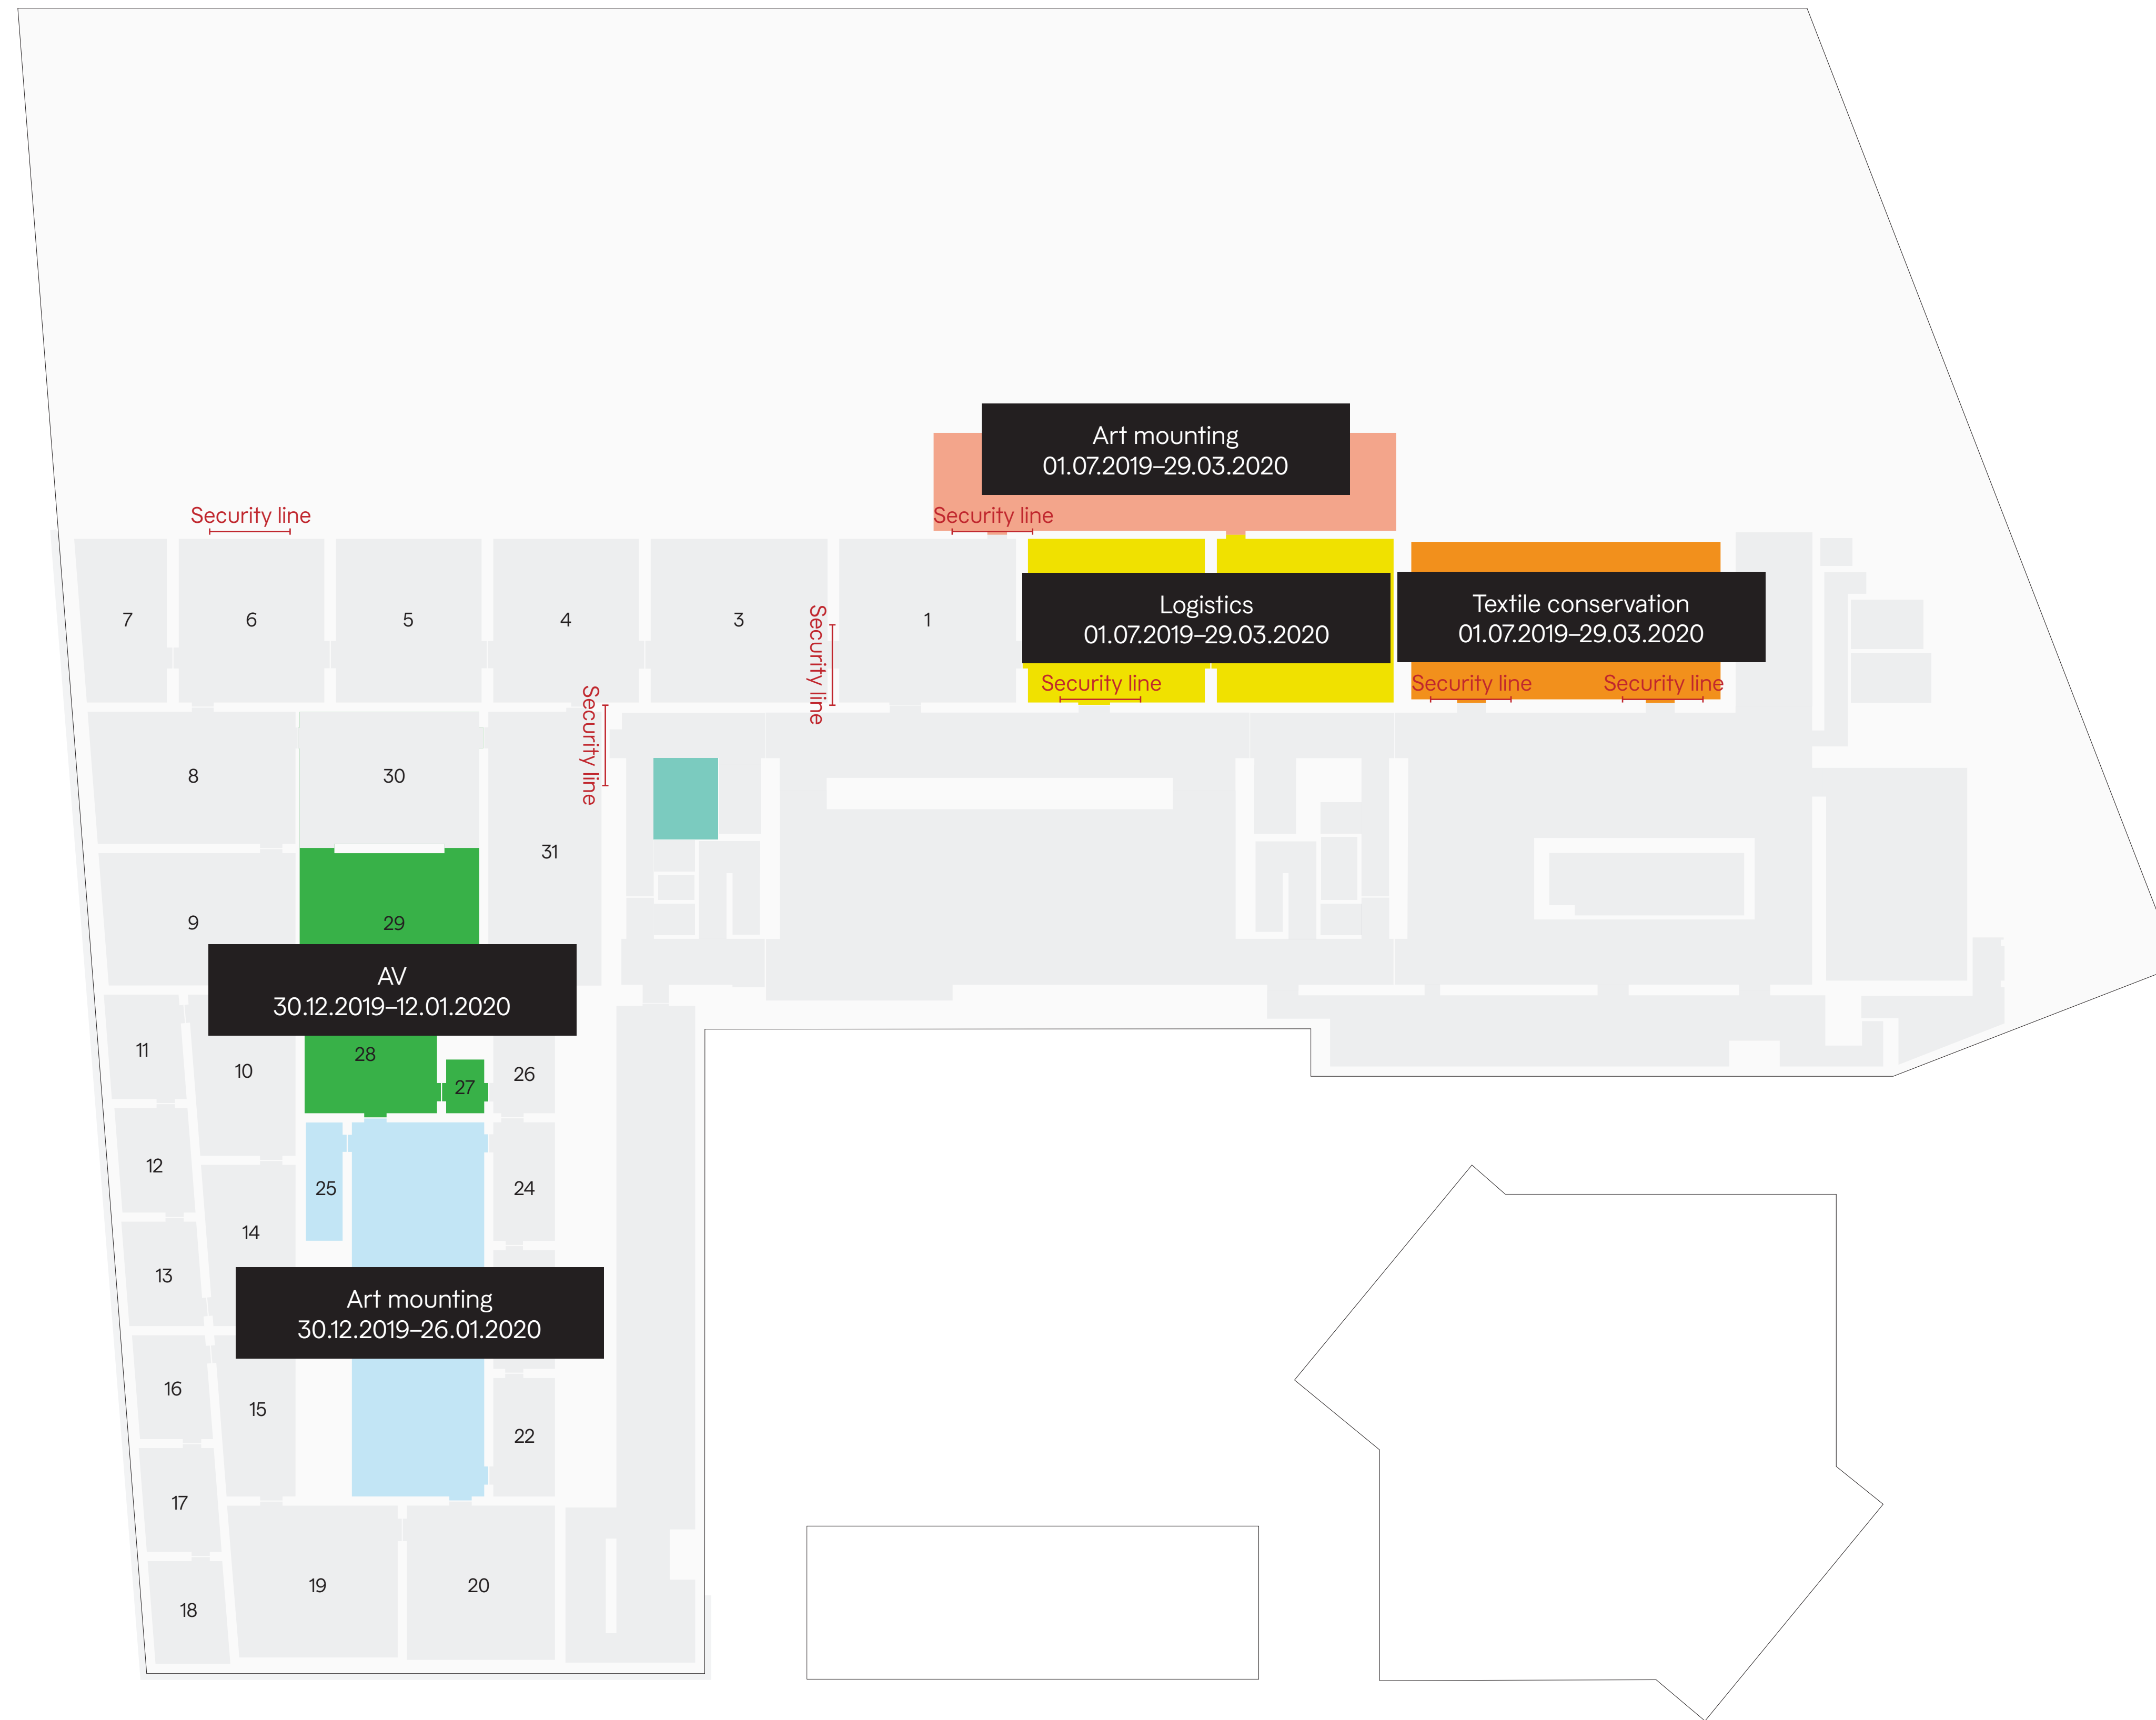 Art mounting
01.07.2019–29.03.2020
Security line
Security line
7
6
5
4
3
1
Security line
Logistics
01.07.2019–29.03.2020
Textile conservation
01.07.2019–29.03.2020
Security line
Security line
Security line
Security line
8
30
31
9
29
AV
30.12.2019–12.01.2020
11
10
28
27
26
12
25
24
14
13
Art mounting
30.12.2019–26.01.2020
16
15
22
17
19
20
18